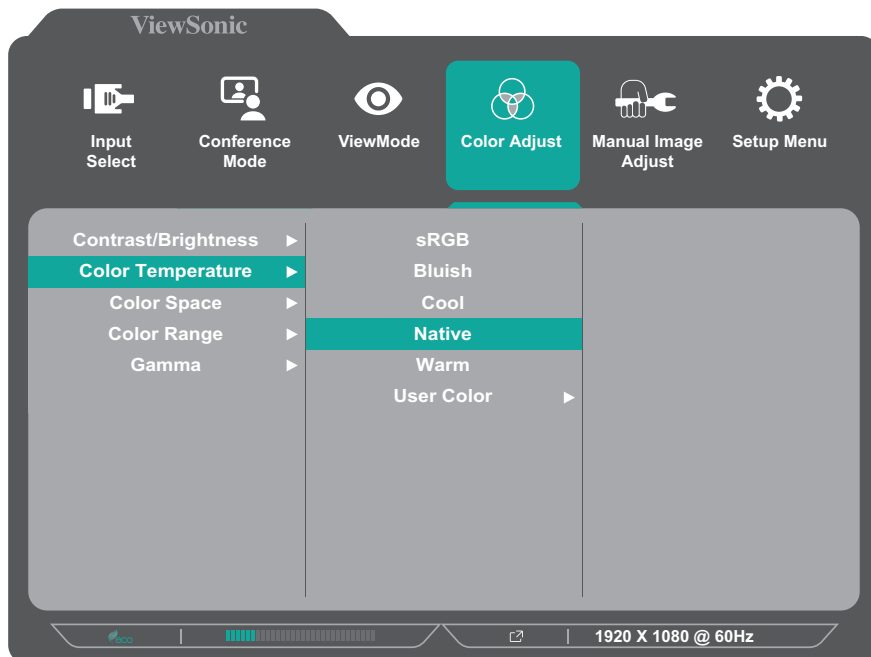 ViewSonic
Input
Select
Conference
Mode
ViewMode
Color Adjust
Manual Image
Adjust
Setup Menu
Contrast/Brightness
Color Temperature
Color Space
Color Range
Gamma
sRGB
Bluish
Cool
Native
Warm
User Color
eco
1920 X 1080 @ 60Hz